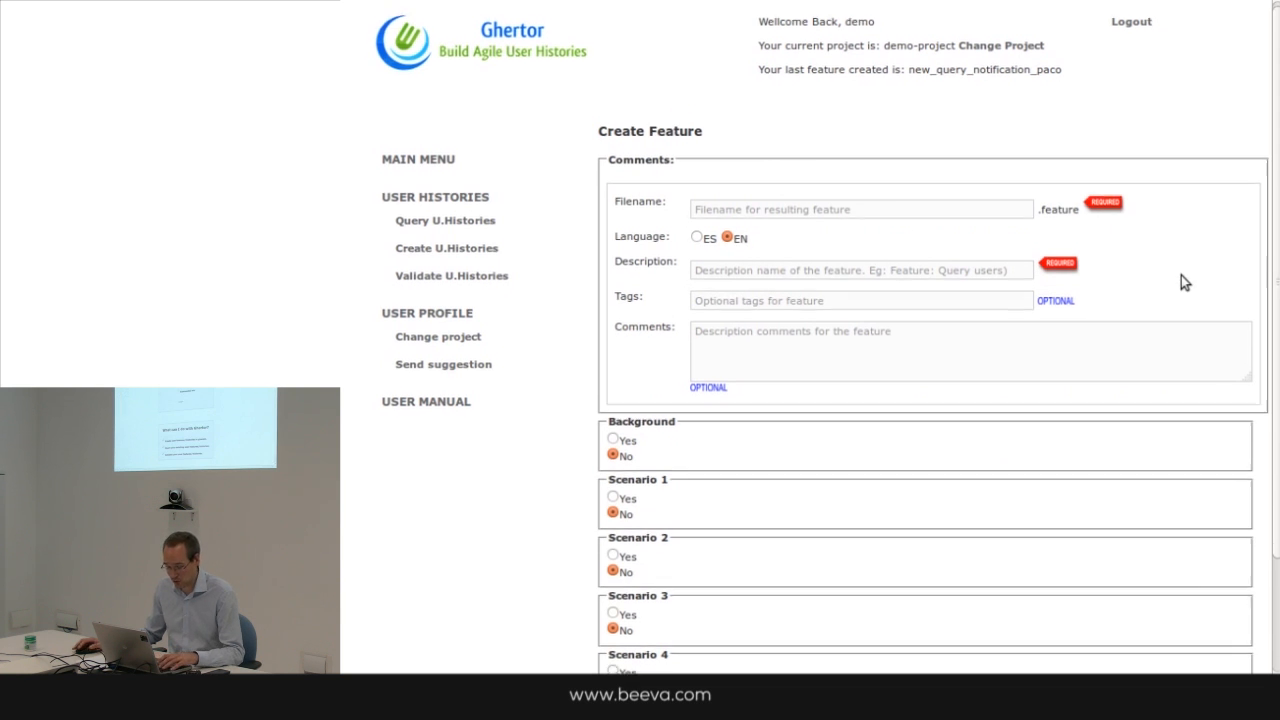 Ghertor
Build Agile User Histories
Wellcome Back, demo
Logout
Your current project is: demo-project Change Project
Your last feature created is: new_query_notification_paco
MAIN MENU
USER HISTORIES
Query U.Histories
Create U.Histories
Validate U.Histories
USER PROFILE
Change project
Send suggestion
USER MANUAL
Create Feature
Comments:
Filename: Filename for resulting feature .feature REQUIRED
Language: ES EN
Description: Description name of the feature. Eg: Feature: Query users) REQUIRED
Tags: Optional tags for feature OPTIONAL
Comments: Description comments for the feature
OPTIONAL
Background
Yes
No
Scenario 1
Yes
No
Scenario 2
Yes
No
Scenario 3
Yes
No
Scenario 4
Yes
www.beeva.com